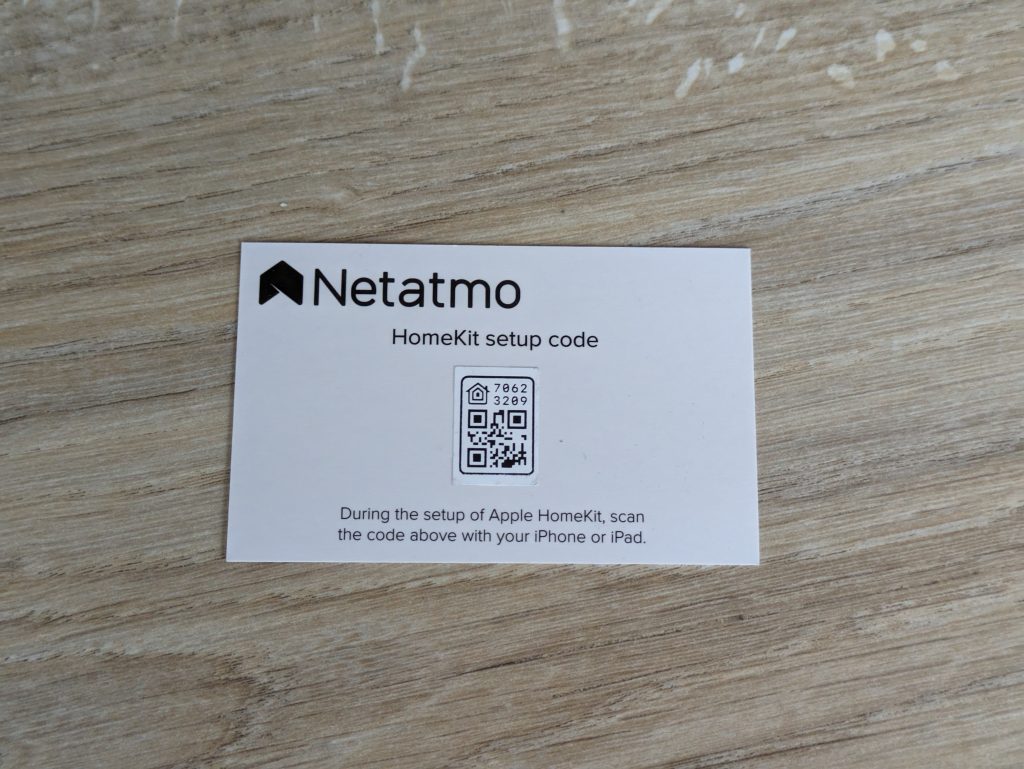 Netatmo
HomeKit setup code
7062
3209
During the setup of Apple HomeKit, scan
the code above with your iPhone or iPad.